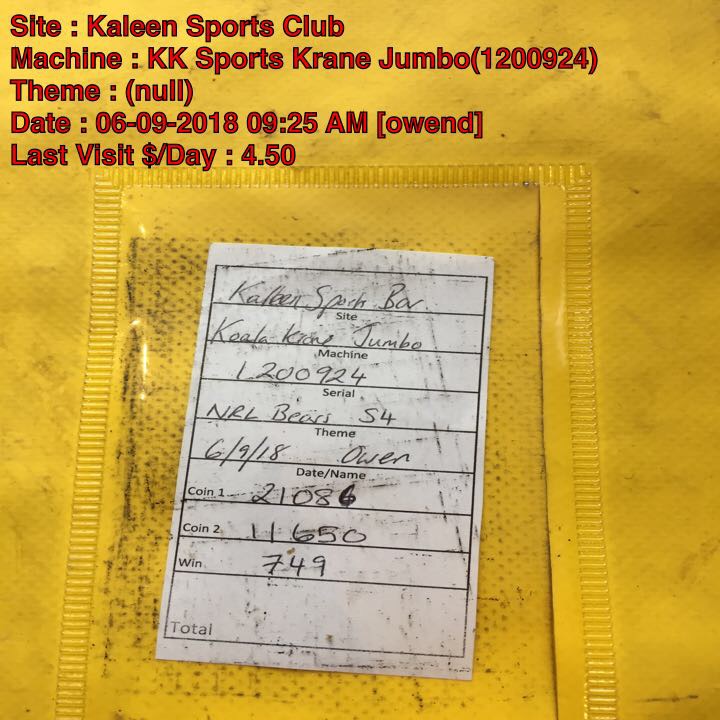 Site : Kaleen Sports Club
Machine : KK Sports Krane Jumbo(1200924)
Theme : (null)
Date : 06-09-2018 09:25 AM [owend]
Last Visit $/Day : 4.50
Kaleen Sports Bar
Site
Koala Krane Jumbo
Machine
1200924
Serial
NRL Bears S4
Theme
6/9/18 Owen
Date/Name
Coin 1 21086
Coin 2 11650
Win 749
Total